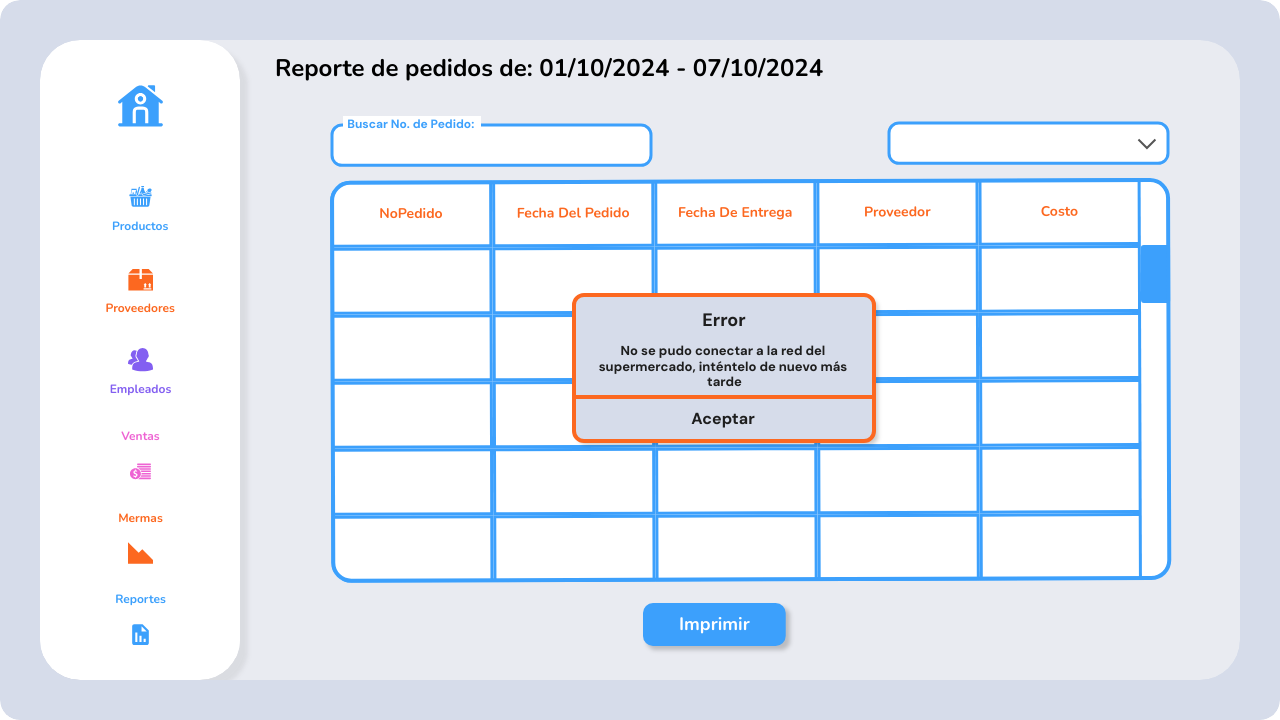 Reporte de pedidos de: 01/10/2024 - 07/10/2024
Buscar No. de Pedido:
Productos
Proveedores
Empleados
Ventas
Mermas
Reportes
NoPedido Fecha Del Pedido Fecha De Entrega Proveedor Costo
Error
No se pudo conectar a la red del
supermercado, inténtelo de nuevo más
tarde
Aceptar
Imprimir